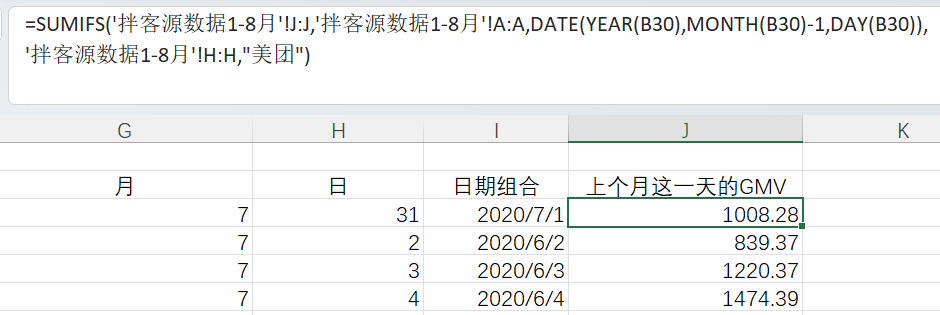 =SUMIFS('拌客源数据1-8月'!J:J,'拌客源数据1-8月'!A:A,DATE(YEAR(B30),MONTH(B30)-1,DAY(B30)),
'拌客源数据1-8月'!H:H,"美团")
G H I J K
月 日 日期组合 上个月这一天的GMV
7 31 2020/7/1 1008.28
7 2 2020/6/2 839.37
7 3 2020/6/3 1220.37
7 4 2020/6/4 1474.39